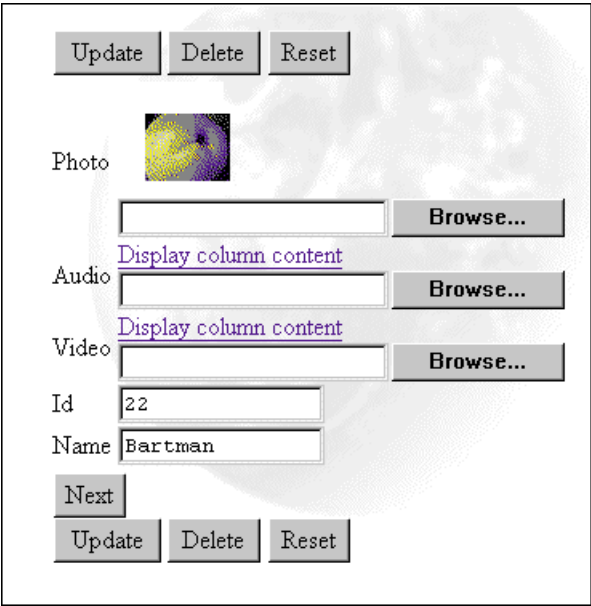 Update Delete Reset
Photo
Browse...
Display column content
Audio
Browse...
Display column content
Video
Browse...
Id 22
Name Bartman
Next
Update Delete Reset